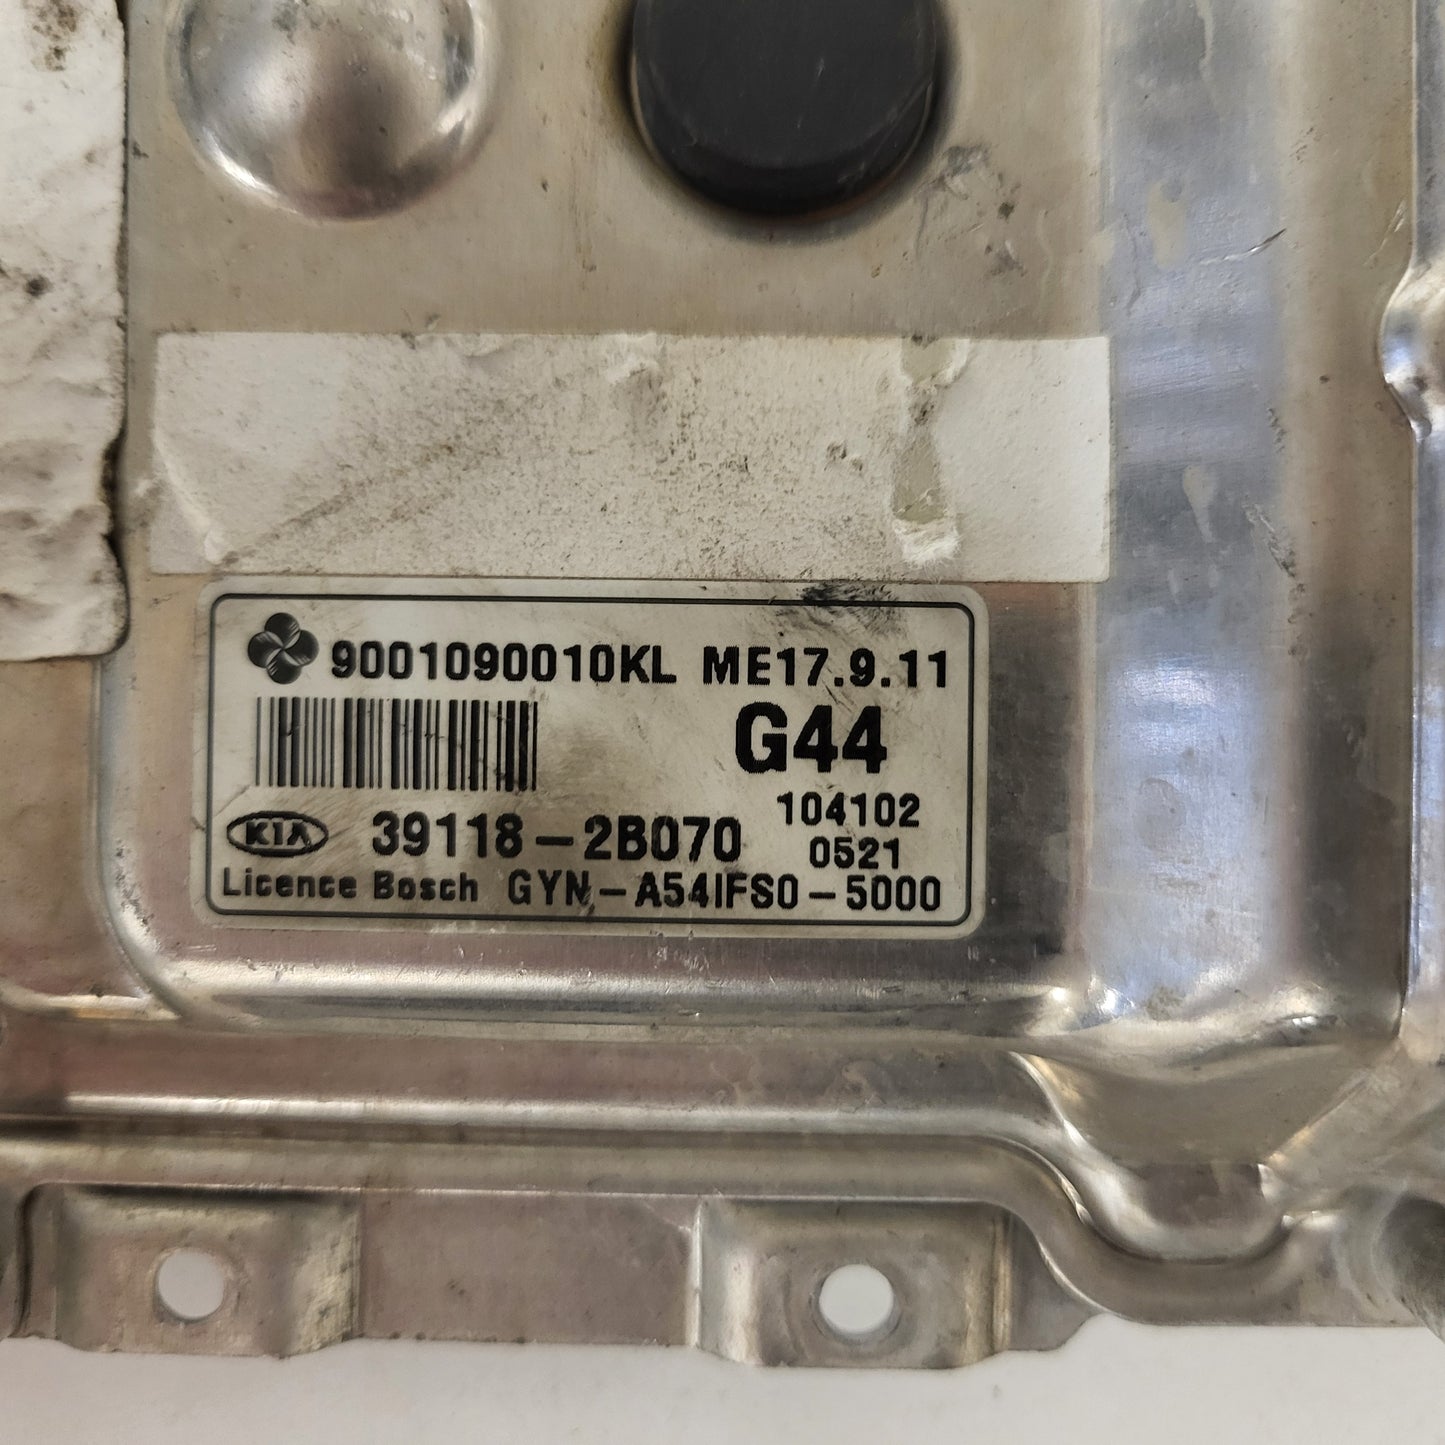 9001090010KL ME17.9.11
G44
104102
KIA 39118-2B070
0521
Licence Bosch GYN-A54IFS0-5000